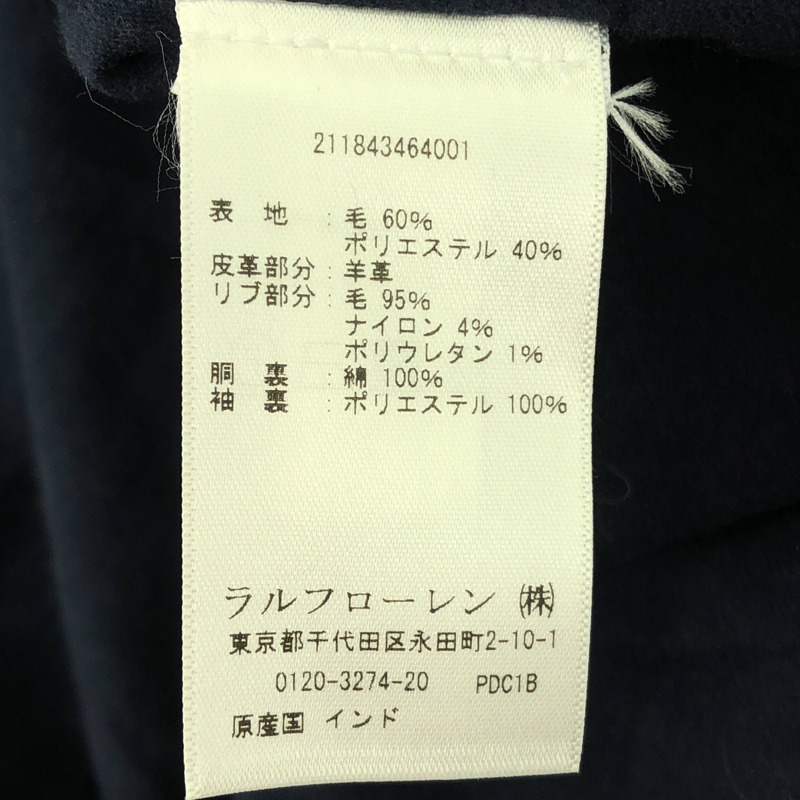 211843464001
表 地 : 毛 60%
ポリエステル 40%
皮革部分 : 羊革
リブ部分 : 毛 95%
ナイロン 4%
ポリウレタン 1%
胴 裏 : 綿 100%
袖 裏 : ポリエステル 100%
ラルフローレン ㈱
東京都千代田区永田町2-10-1
0120-3274-20 PDC1B
原産国 インド